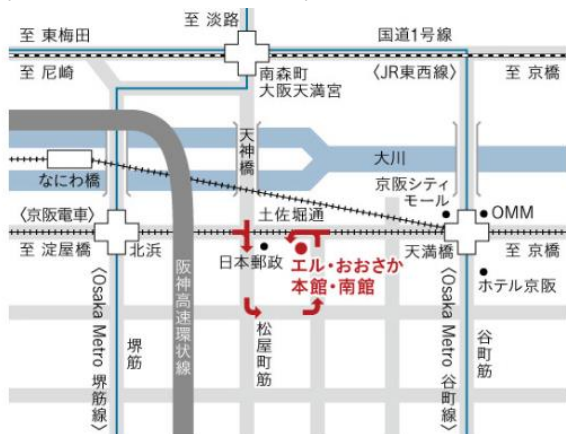 至 淡路
至 東梅田
国道1号線
至 尼崎
南森町
大阪天満宮
〈JR東西線〉
至 京橋
天神橋
大川
なにわ橋
京阪シティ
モール
OMM
〈京阪電車〉
土佐堀通
至 淀屋橋
北浜
日本郵政
エル・おおさか
本館・南館
天満橋
至 京橋
ホテル京阪
阪神高速環状線
〈Osaka Metro 堺筋線〉
堺筋
松屋町筋
〈Osaka Metro 谷町線〉
谷町筋